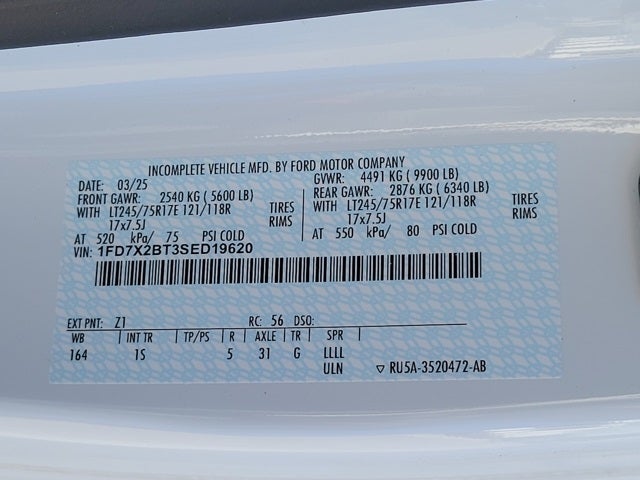 INCOMPLETE VEHICLE MFD. BY FORD MOTOR COMPANY
DATE: 03/25 GVWR: 4491 KG ( 9900 LB)
FRONT GAWR: 2540 KG ( 5600 LB) REAR GAWR: 2876 KG ( 6340 LB)
WITH LT245/75R17E 121/118R TIRES WITH LT245/75R17E 121/118R TIRES
17x7.5J RIMS 17x7.5J RIMS
AT 520 kPa/ 75 PSI COLD AT 550 kPa/ 80 PSI COLD
VIN: 1FD7X2BT3SED19620
EXT PNT: Z1 RC: 56 DSO:
WB INT TR TP/PS R AXLE TR SPR
164 1S 5 31 G LLLL
ULN ▽ RU5A-3520472-AB